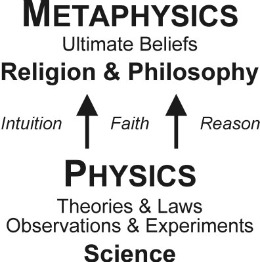 METAPHYSICS
Ultimate Beliefs
Religion & Philosophy
Intuition Faith Reason
PHYSICS
Theories & Laws
Observations & Experiments
Science